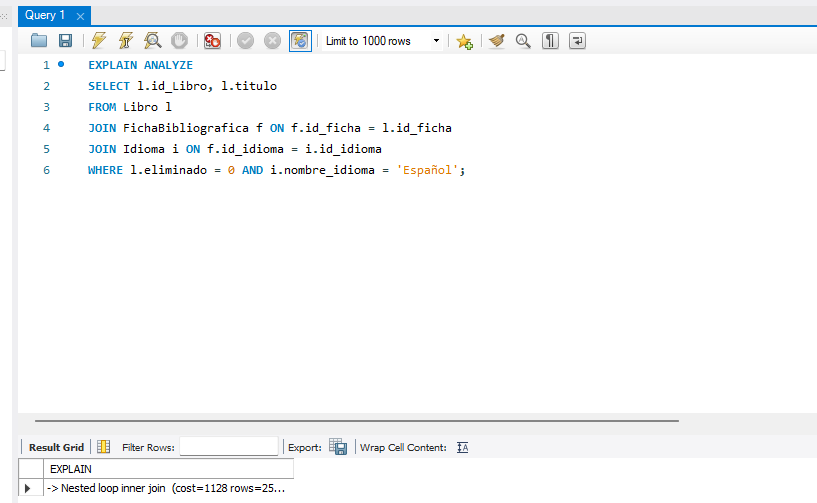 Query 1
Limit to 1000 rows
1 EXPLAIN ANALYZE
2 SELECT l.id_Libro, l.titulo
3 FROM Libro l
4 JOIN FichaBibliografica f ON f.id_ficha = l.id_ficha
5 JOIN Idioma i ON f.id_idioma = i.id_idioma
6 WHERE l.eliminado = 0 AND i.nombre_idioma = 'Español';
Result Grid Filter Rows: Export: Wrap Cell Content:
EXPLAIN
-> Nested loop inner join (cost=1128 rows=25...